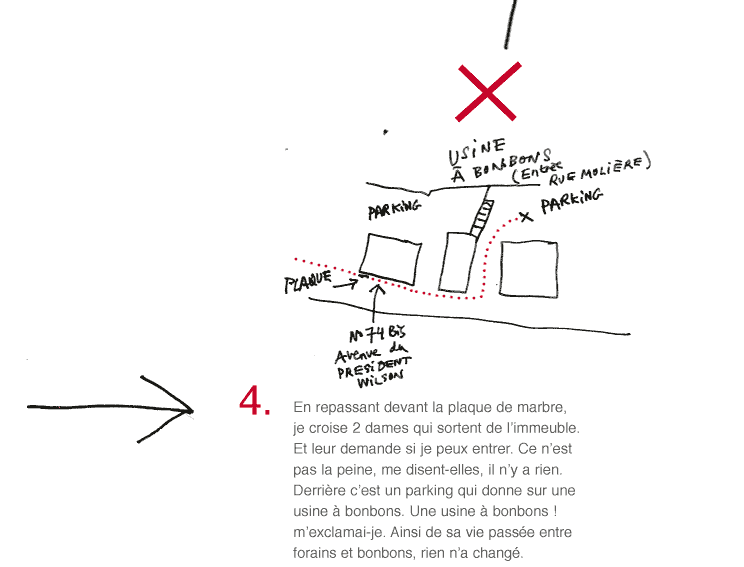 USINE
À BONBONS
(Entrée
RUE MOLIÈRE)
PARKING
PARKING
PLAQUE
N° 74 Bis
Avenue du
PRESIDENT
WILSON
4.
En repassant devant la plaque de marbre,
je croise 2 dames qui sortent de l’immeuble.
Et leur demande si je peux entrer. Ce n’est
pas la peine, me disent-elles, il n’y a rien.
Derrière c’est un parking qui donne sur une
usine à bonbons. Une usine à bonbons !
m’exclamai-je. Ainsi de sa vie passée entre
forains et bonbons, rien n’a changé.